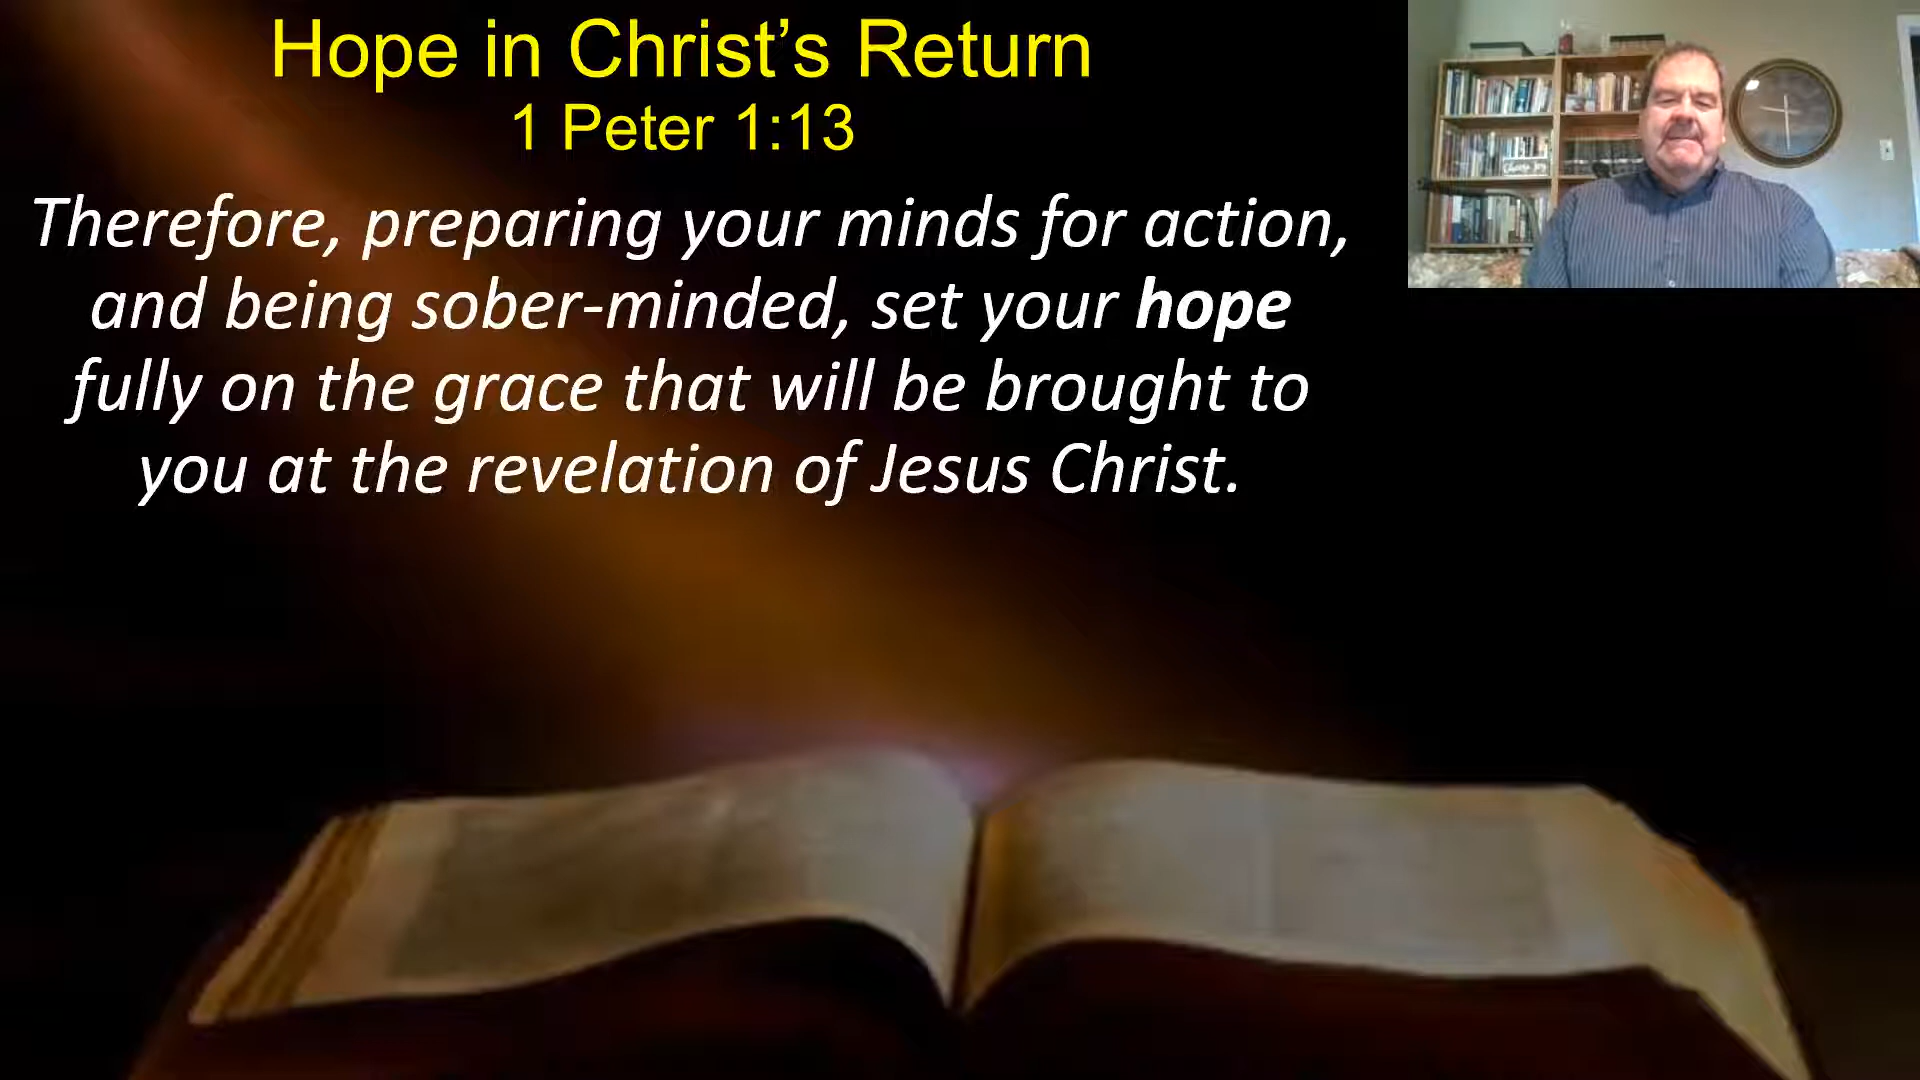 Hope in Christ’s Return
1 Peter 1:13
Therefore, preparing your minds for action,
and being sober-minded, set your hope
fully on the grace that will be brought to
you at the revelation of Jesus Christ.